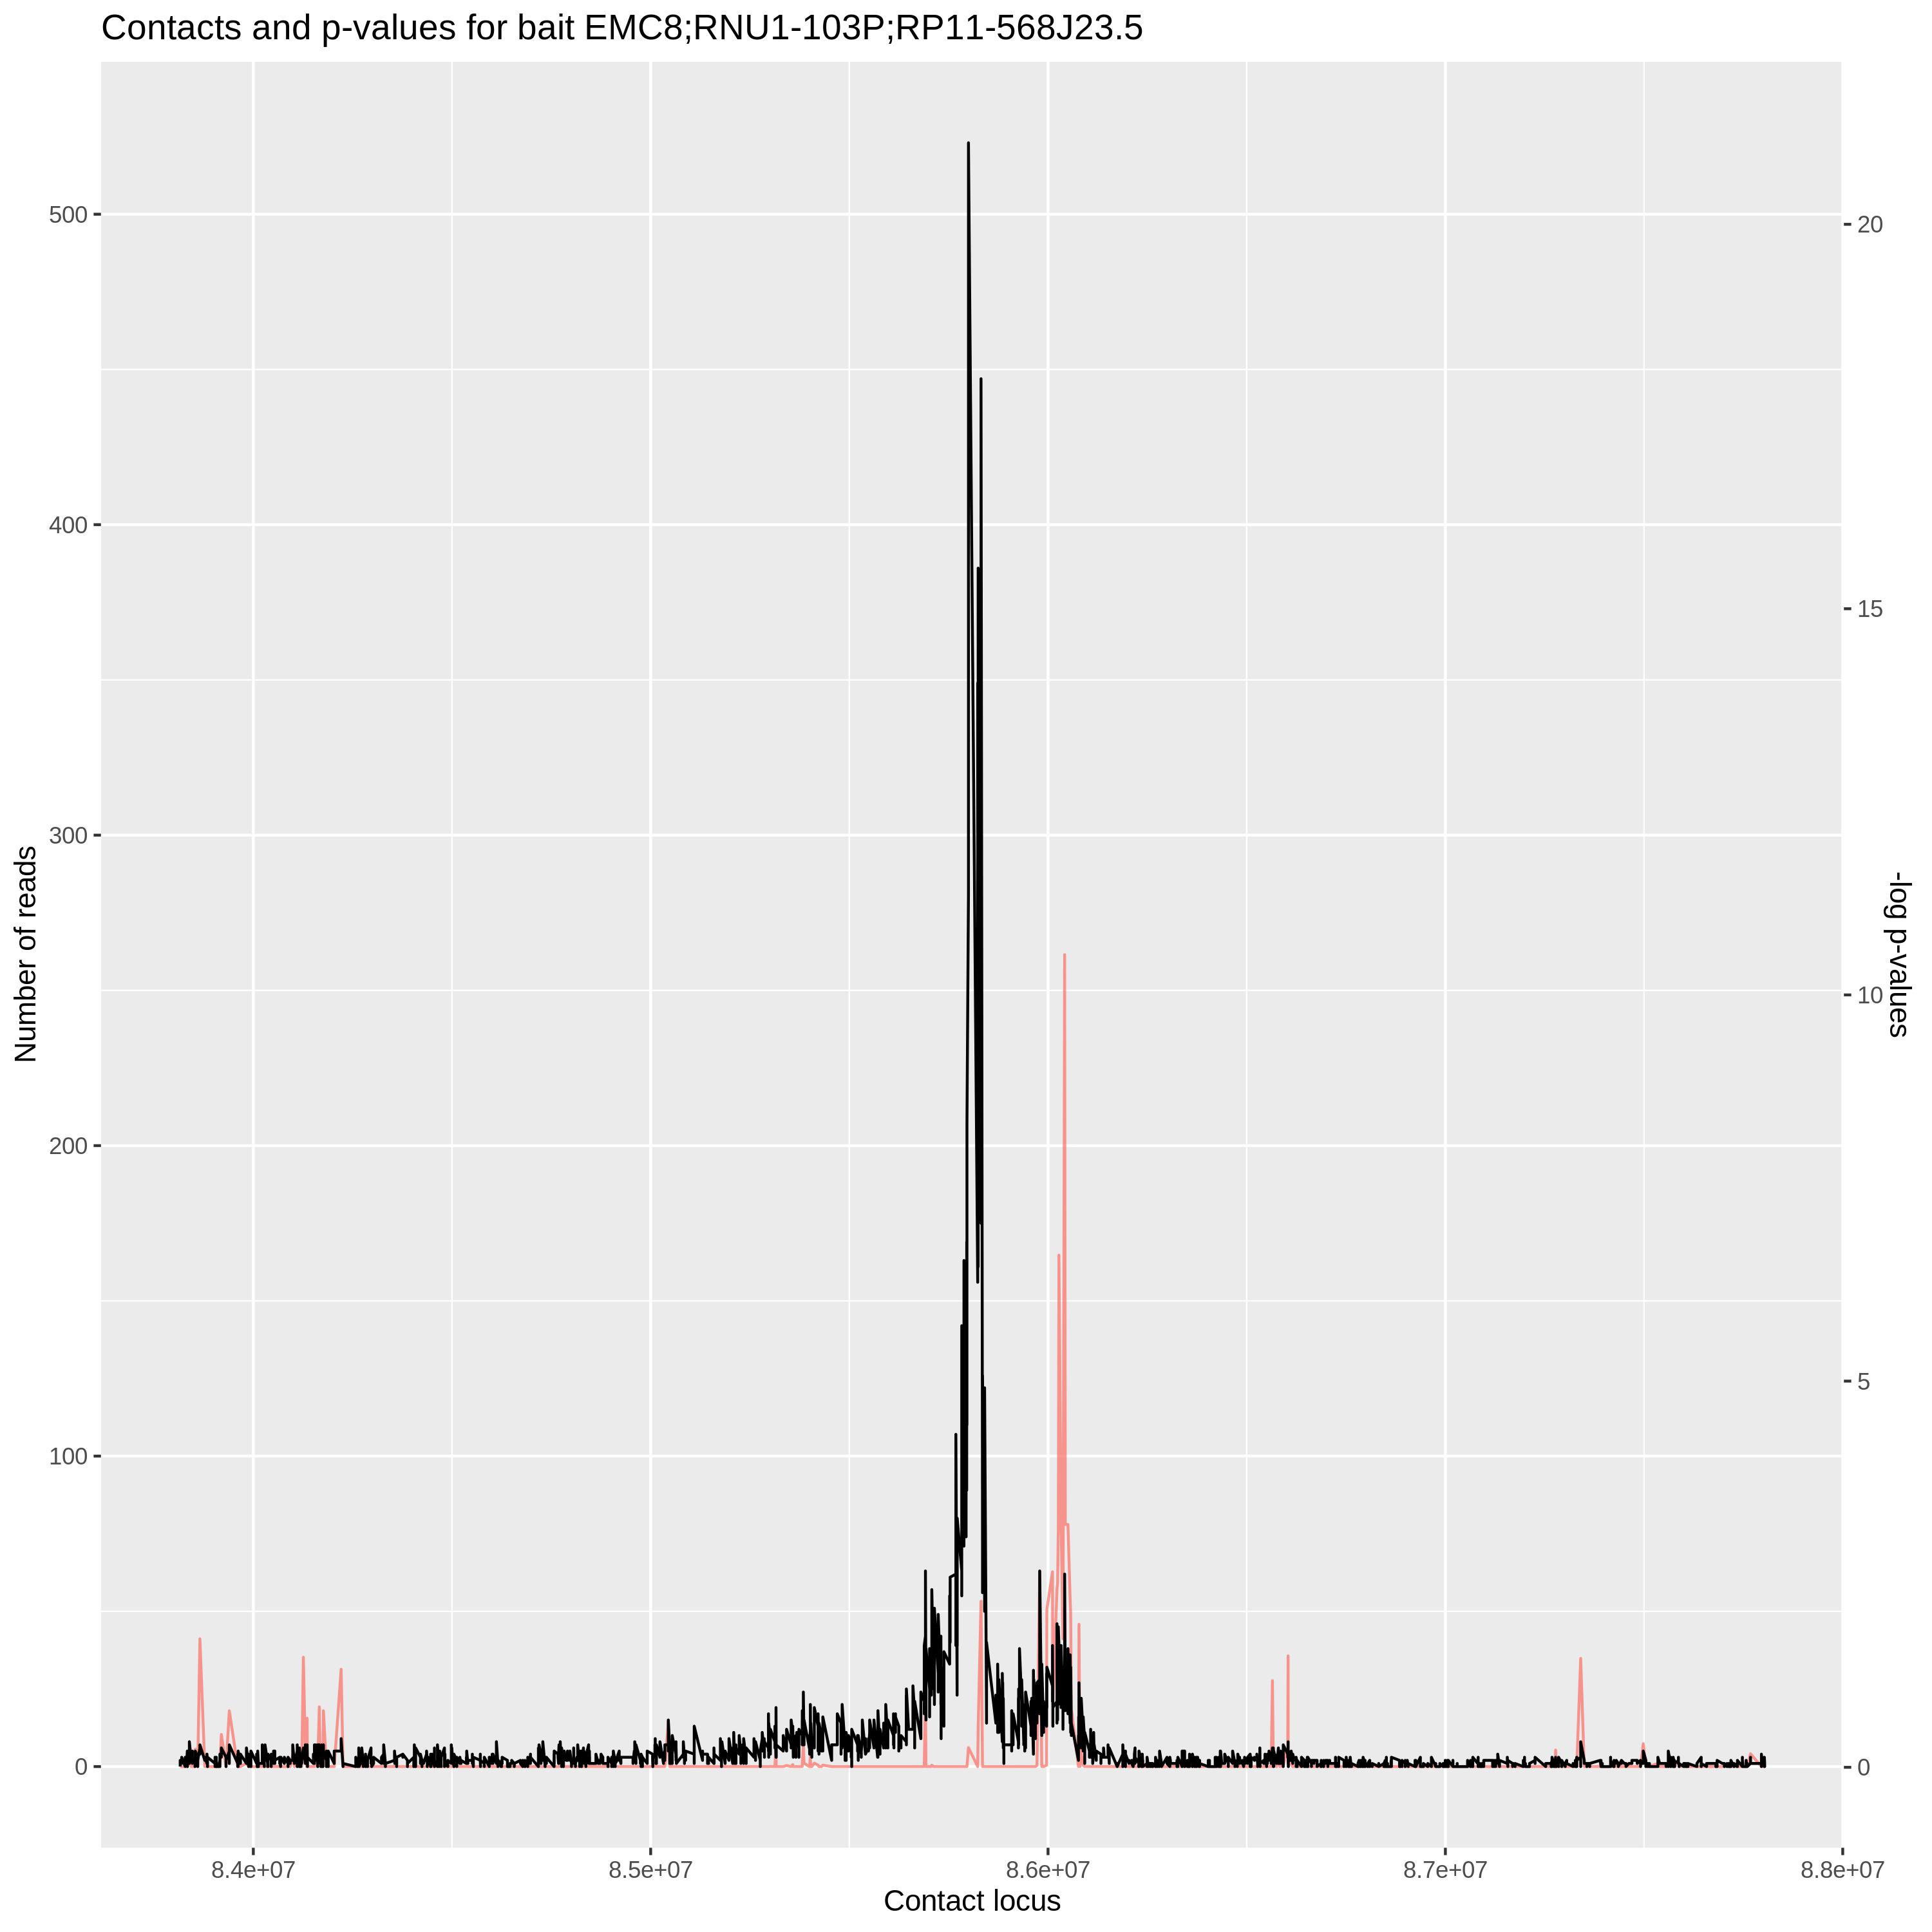 Contacts and p-values for bait EMC8;RNU1-103P;RP11-568J23.5
500
400
300
200
100
0
Number of reads
20
15
10
5
0
-log p-values
8.4e+07
8.5e+07
8.6e+07
8.7e+07
8.8e+07
Contact locus